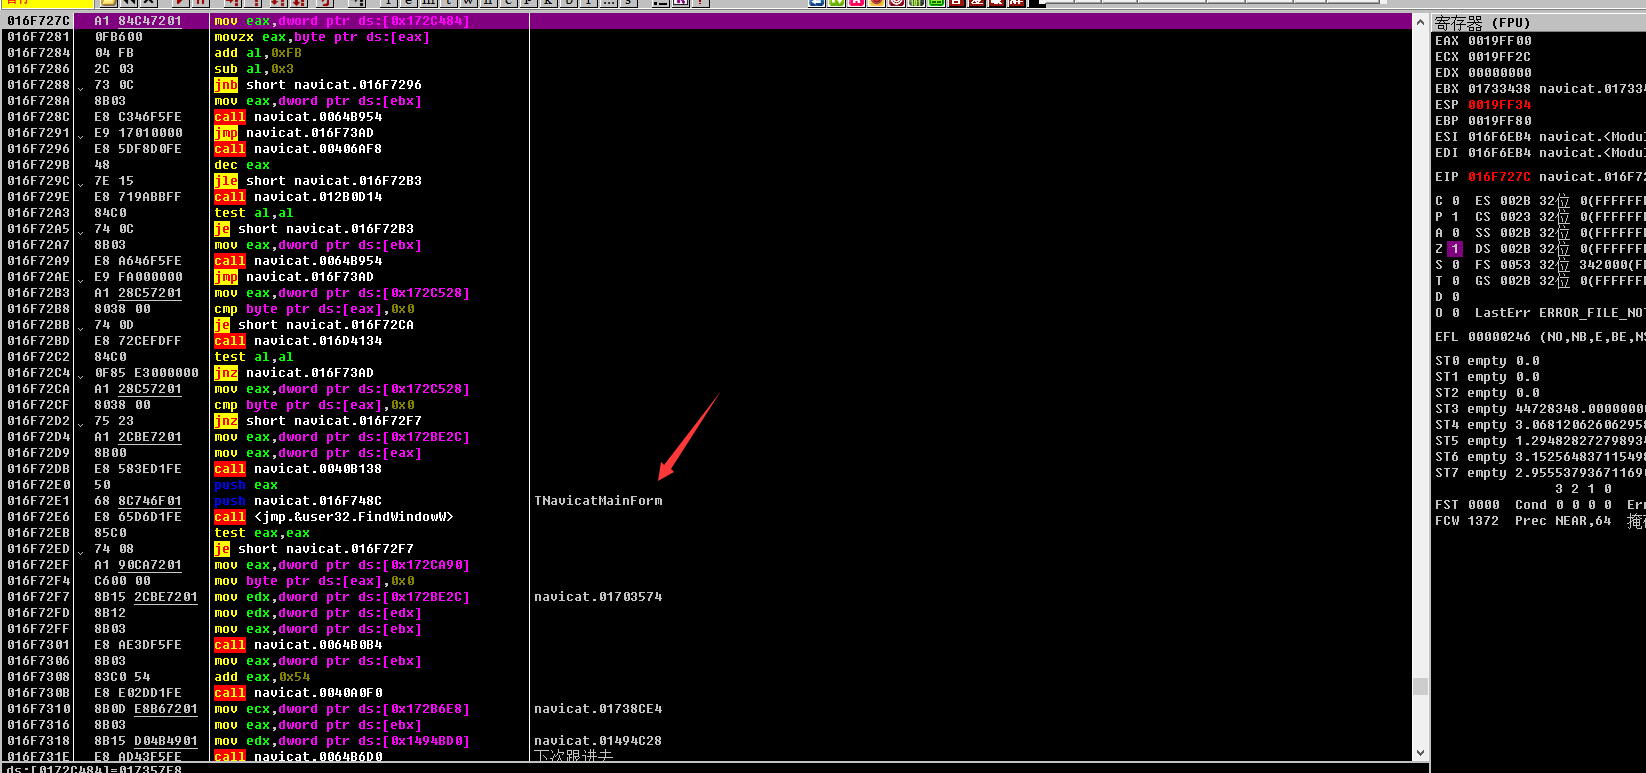 016F727C A1 84C47201 mov eax,dword ptr ds:[0x172C484]
016F7281 0FB600 movzx eax,byte ptr ds:[eax]
016F7284 04 FB add al,0xFB
016F7286 2C 03 sub al,0x3
016F7288 73 0C jnb short navicat.016F7296
016F728A 8B03 mov eax,dword ptr ds:[ebx]
016F728C E8 C346F5FE call navicat.0064B954
016F7291 E9 17010000 jmp navicat.016F73AD
016F7296 E8 5DF8D0FE call navicat.00406AF8
016F729B 48 dec eax
016F729C 7E 15 jle short navicat.016F72B3
016F729E E8 719ABBFF call navicat.012B0D14
016F72A3 84C0 test al,al
016F72A5 74 0C je short navicat.016F72B3
016F72A7 8B03 mov eax,dword ptr ds:[ebx]
016F72A9 E8 A646F5FE call navicat.0064B954
016F72AE E9 FA000000 jmp navicat.016F73AD
016F72B3 A1 28C57201 mov eax,dword ptr ds:[0x172C528]
016F72B8 8038 00 cmp byte ptr ds:[eax],0x0
016F72BB 74 0D je short navicat.016F72CA
016F72BD E8 72CEFDFF call navicat.016D4134
016F72C2 84C0 test al,al
016F72C4 0F85 E3000000 jnz navicat.016F73AD
016F72CA A1 28C57201 mov eax,dword ptr ds:[0x172C528]
016F72CF 8038 00 cmp byte ptr ds:[eax],0x0
016F72D2 75 23 jnz short navicat.016F72F7
016F72D4 A1 2CBE7201 mov eax,dword ptr ds:[0x172BE2C]
016F72D9 8B00 mov eax,dword ptr ds:[eax]
016F72DB E8 583ED1FE call navicat.0040B138
016F72E0 50 push eax
016F72E1 68 8C746F01 push navicat.016F748C TNavicatMainForm
016F72E6 E8 65D6D1FE call <jmp.&user32.FindWindowW>
016F72EB 85C0 test eax,eax
016F72ED 74 08 je short navicat.016F72F7
016F72EF A1 90CA7201 mov eax,dword ptr ds:[0x172CA90]
016F72F4 C600 00 mov byte ptr ds:[eax],0x0
016F72F7 8B15 2CBE7201 mov edx,dword ptr ds:[0x172BE2C] navicat.01703574
016F72FD 8B12 mov edx,dword ptr ds:[edx]
016F72FF 8B03 mov eax,dword ptr ds:[ebx]
016F7301 E8 AE3DF5FE call navicat.0064B0B4
016F7306 8B03 mov eax,dword ptr ds:[ebx]
016F7308 83C0 54 add eax,0x54
016F730B E8 E02DD1FE call navicat.0040A0F0
016F7310 8B0D E8B67201 mov ecx,dword ptr ds:[0x172B6E8] navicat.01738CE4
016F7316 8B03 mov eax,dword ptr ds:[ebx]
016F7318 8B15 D04B4901 mov edx,dword ptr ds:[0x1494BD0] navicat.01494C28
016F731E E8 AD43F5FE call navicat.0064B6D0 下次跟进去
ds:[0172C484]=017357F8
寄存器 (FPU)
EAX 0019FF00
ECX 0019FF2C
EDX 00000000
EBX 01733438 navicat.01733
ESP 0019FF34
EBP 0019FF80
ESI 016F6EB4 navicat.<Modu
EDI 016F6EB4 navicat.<Modu
EIP 016F727C navicat.016F72
C 0 ES 002B 32位 0(FFFFFF
P 1 CS 0023 32位 0(FFFFFF
A 0 SS 002B 32位 0(FFFFFF
Z 1 DS 002B 32位 0(FFFFFF
S 0 FS 0053 32位 342000(F
T 0 GS 002B 32位 0(FFFFFF
D 0
O 0 LastErr ERROR_FILE_NO
EFL 00000246 (NO,NB,E,BE,N
ST0 empty 0.0
ST1 empty 0.0
ST2 empty 0.0
ST3 empty 44728348.0000000
ST4 empty 3.068120626062958
ST5 empty 1.294828272798934
ST6 empty 3.152564837115498
ST7 empty 2.955537936711696
3 2 1 0
FST 0000 Cond 0 0 0 0 Er
FCW 1372 Prec NEAR,64 掩